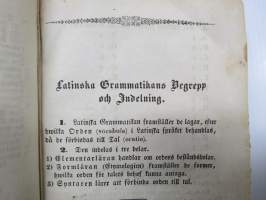 Latinska Grammatikans Begrepp
och Indelning.
1. Latinska Grammatikan framställer de lagar, efter
hwilka Orden (vocabula) i Latinska språket behandlas,
då de förbindas till Tal (oratio).
2. Den indelas i tre delar.
1) Elementarläran handlar om ordens beståndsdelar.
2) Formläran (Etymologien) framställer de former,
hwilka orden för talets behof kunna antaga.
3) Syntaxen lärer att förbinda orden till tal.